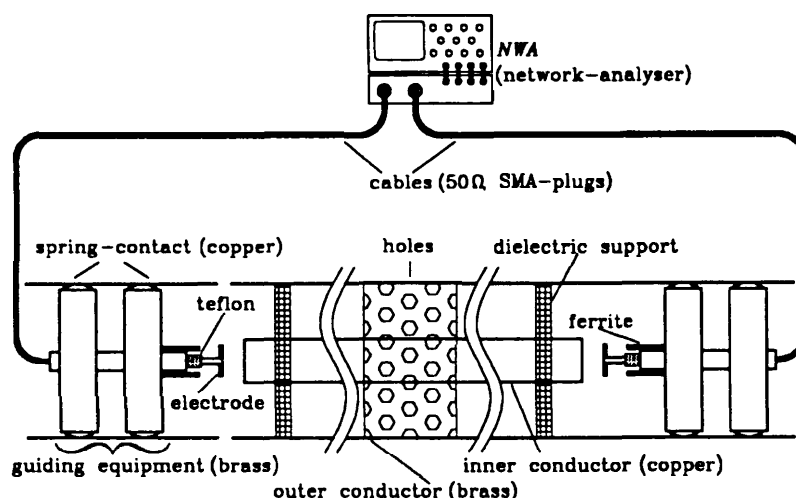 NWA
(network-analyser)
cables (50Ω SMA-plugs)
spring-contact (copper)
holes
dielectric support
teflon
ferrite
electrode
guiding equipment (brass)
inner conductor (copper)
outer conductor (brass)